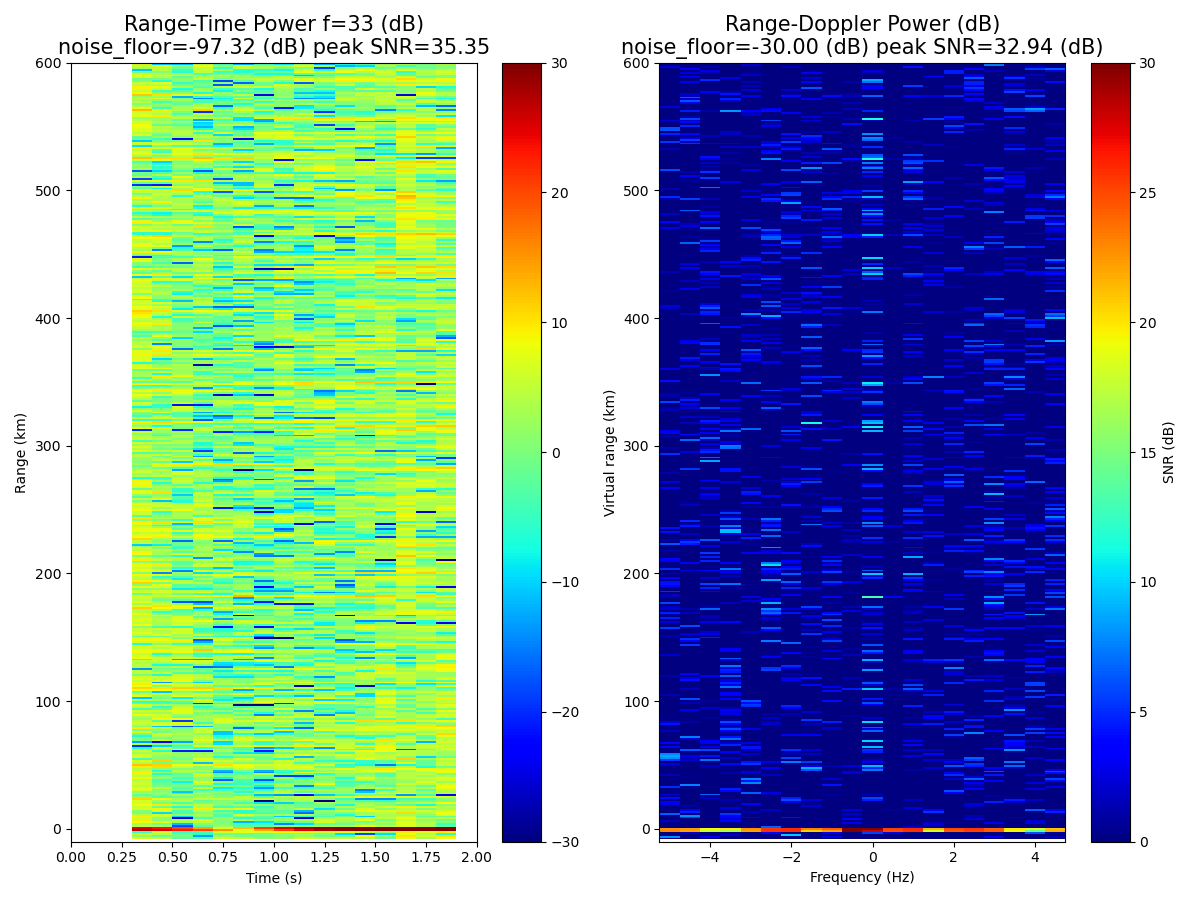 Range-Time Power f=33 (dB)
noise_floor=-97.32 (dB) peak SNR=35.35
Range (km)
600
500
400
300
200
100
0
0.00 0.25 0.50 0.75 1.00 1.25 1.50 1.75 2.00
Time (s)
30
20
10
0
−10
−20
−30
Range-Doppler Power (dB)
noise_floor=-30.00 (dB) peak SNR=32.94 (dB)
Virtual range (km)
600
500
400
300
200
100
0
−4 −2 0 2 4
Frequency (Hz)
30
25
20
15
10
5
0
SNR (dB)